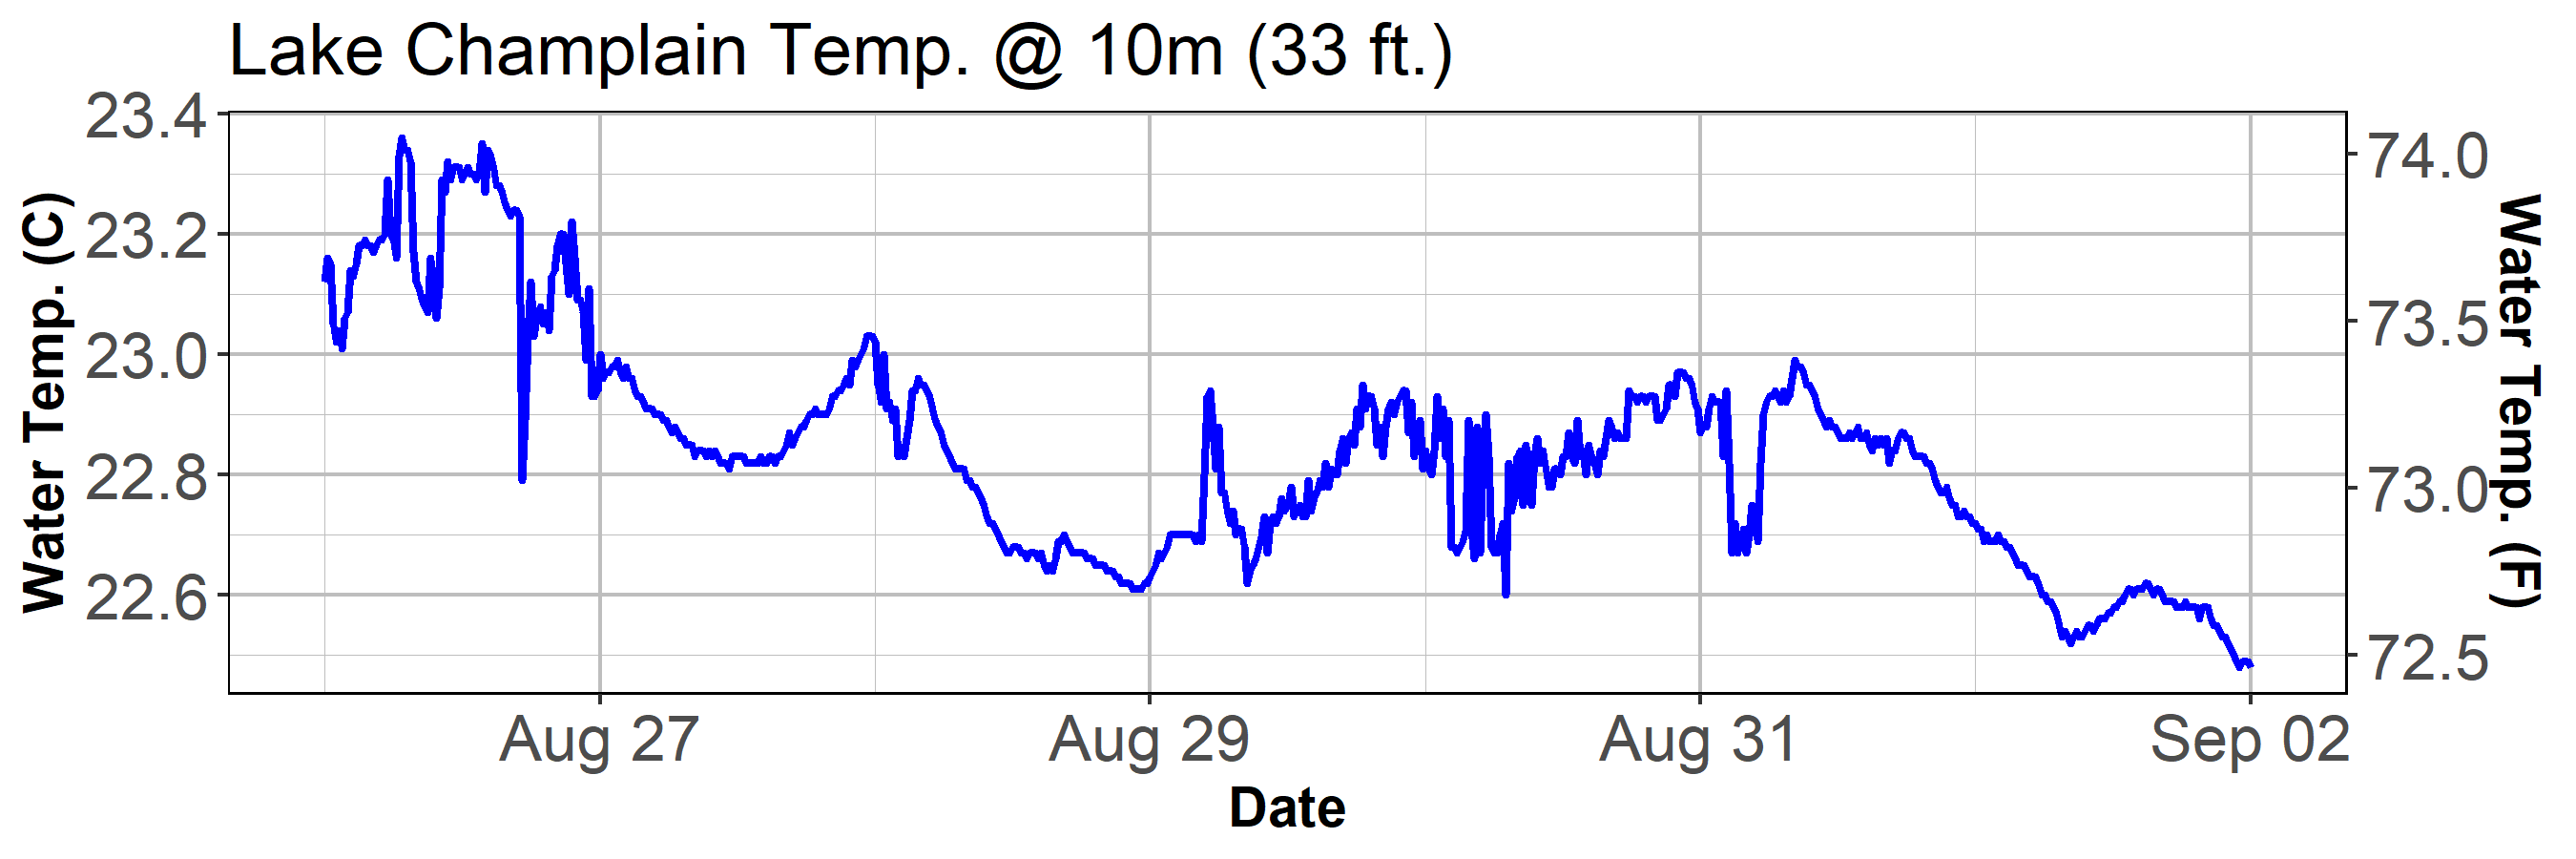 Lake Champlain Temp. @ 10m (33 ft.)
Water Temp. (C)
23.4
23.2
23.0
22.8
22.6
74.0
73.5
73.0
72.5
Water Temp. (F)
Aug 27 Aug 29 Aug 31 Sep 02
Date